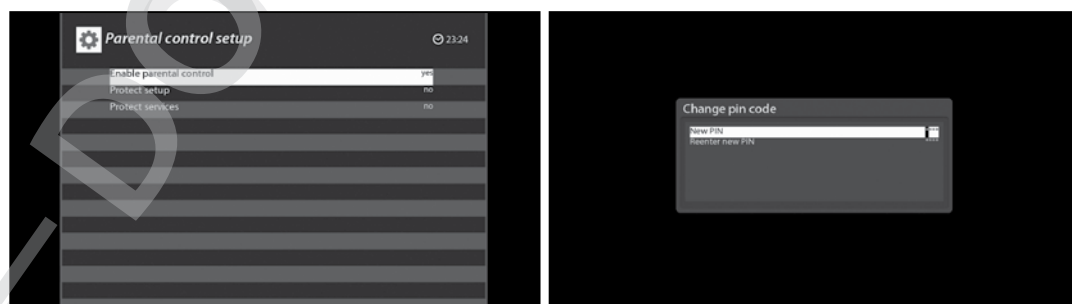 Parental control setup
23:24
Enable parental control yes
Protect setup no
Protect services no
Change pin code
New PIN
Reenter new PIN